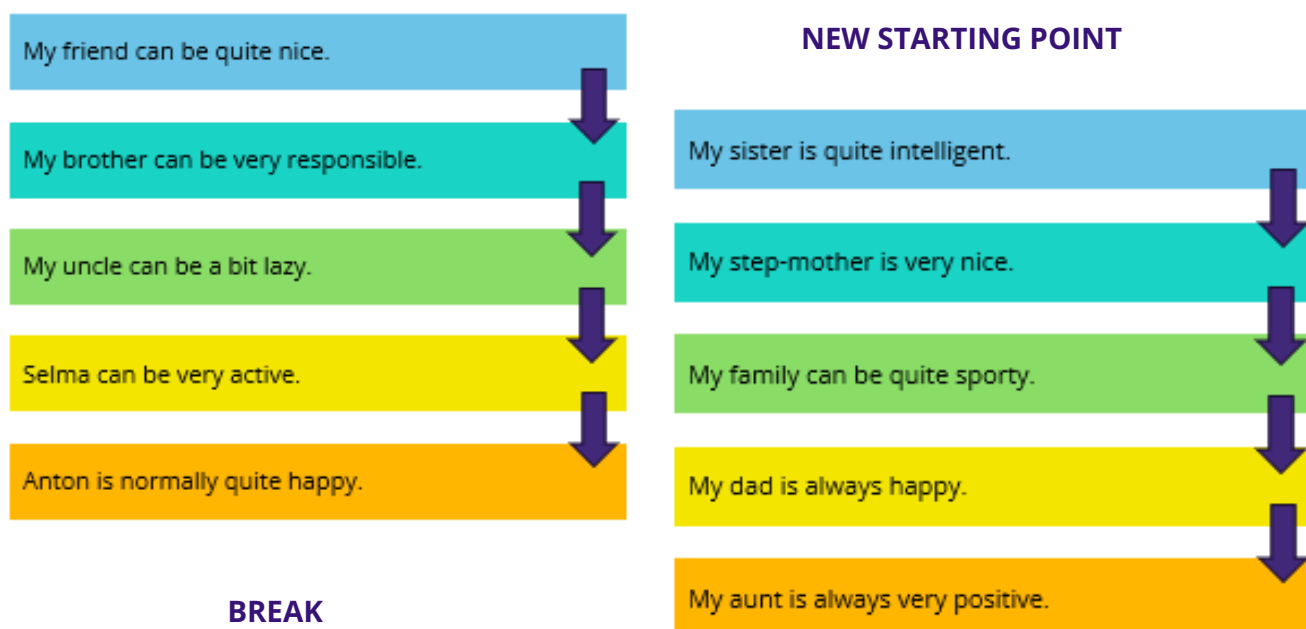 My friend can be quite nice.
My brother can be very responsible.
My uncle can be a bit lazy.
Selma can be very active.
Anton is normally quite happy.
BREAK
NEW STARTING POINT
My sister is quite intelligent.
My step-mother is very nice.
My family can be quite sporty.
My dad is always happy.
My aunt is always very positive.